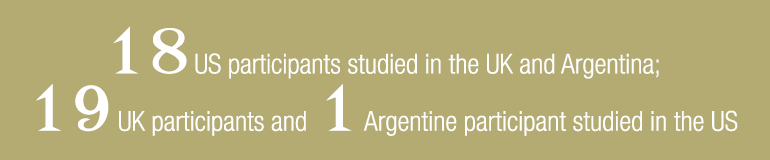 18 US participants studied in the UK and Argentina;
19 UK participants and 1 Argentine participant studied in the US